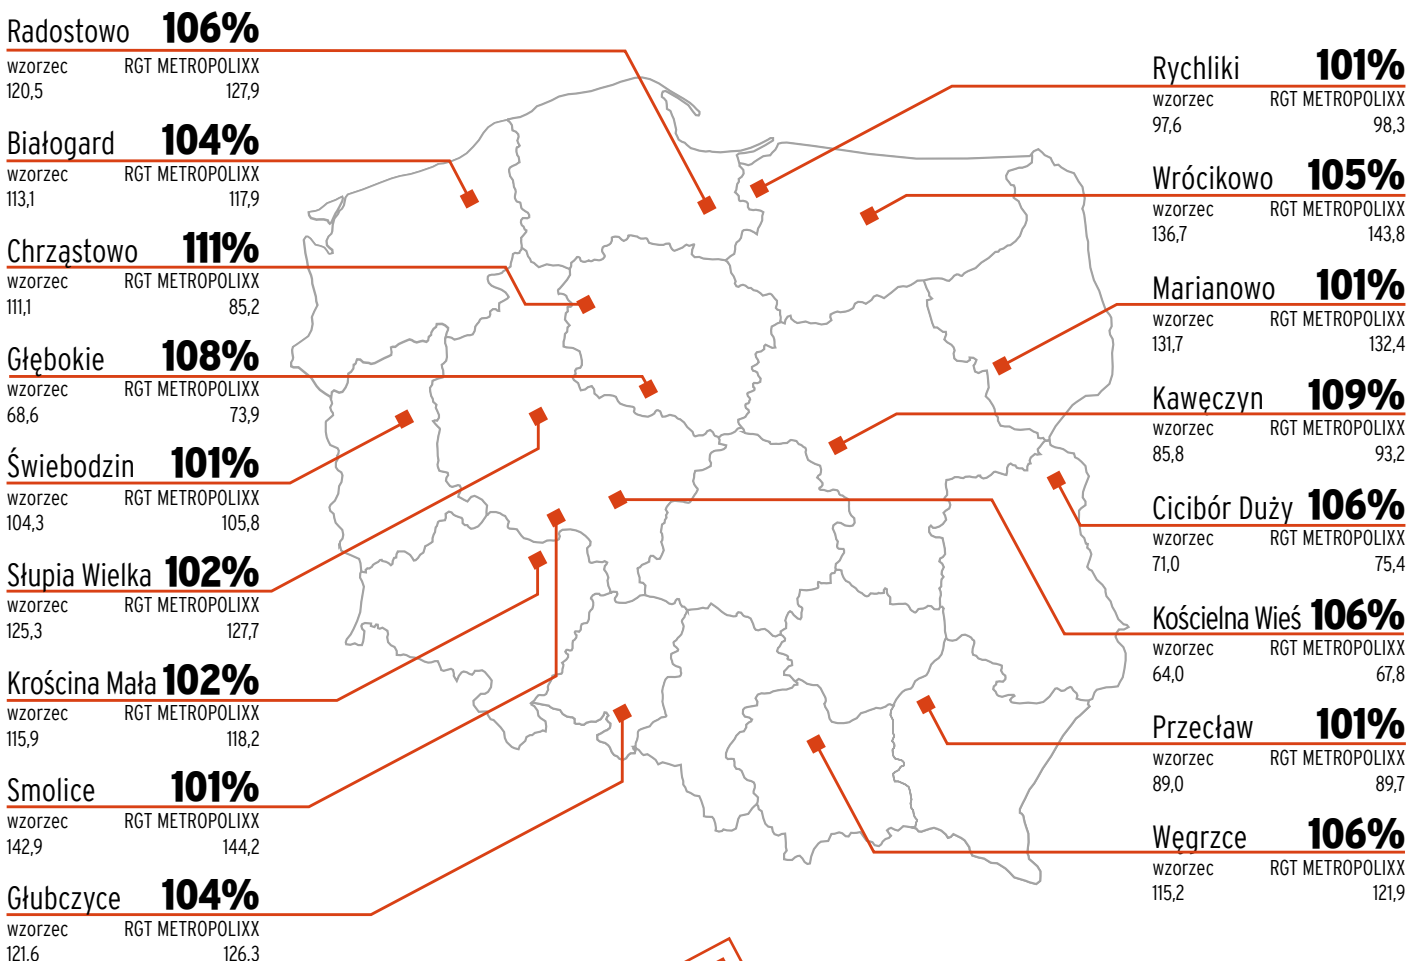 Radostowo 106%
wzorzec RGT METROPOLIXX
120,5 127,9
Białogard 104%
wzorzec RGT METROPOLIXX
113,1 117,9
Chrząstowo 111%
wzorzec RGT METROPOLIXX
111,1 85,2
Głębokie 108%
wzorzec RGT METROPOLIXX
68,6 73,9
Świebodzin 101%
wzorzec RGT METROPOLIXX
104,3 105,8
Słupia Wielka 102%
wzorzec RGT METROPOLIXX
125,3 127,7
Krościna Mała 102%
wzorzec RGT METROPOLIXX
115,9 118,2
Smolice 101%
wzorzec RGT METROPOLIXX
142,9 144,2
Głubczyce 104%
wzorzec RGT METROPOLIXX
121,6 126,3
Rychliki 101%
wzorzec RGT METROPOLIXX
97,6 98,3
Wrócikowo 105%
wzorzec RGT METROPOLIXX
136,7 143,8
Marianowo 101%
wzorzec RGT METROPOLIXX
131,7 132,4
Kawęczyn 109%
wzorzec RGT METROPOLIXX
85,8 93,2
Cicibór Duży 106%
wzorzec RGT METROPOLIXX
71,0 75,4
Kościelna Wieś 106%
wzorzec RGT METROPOLIXX
64,0 67,8
Przecław 101%
wzorzec RGT METROPOLIXX
89,0 89,7
Węgrzce 106%
wzorzec RGT METROPOLIXX
115,2 121,9